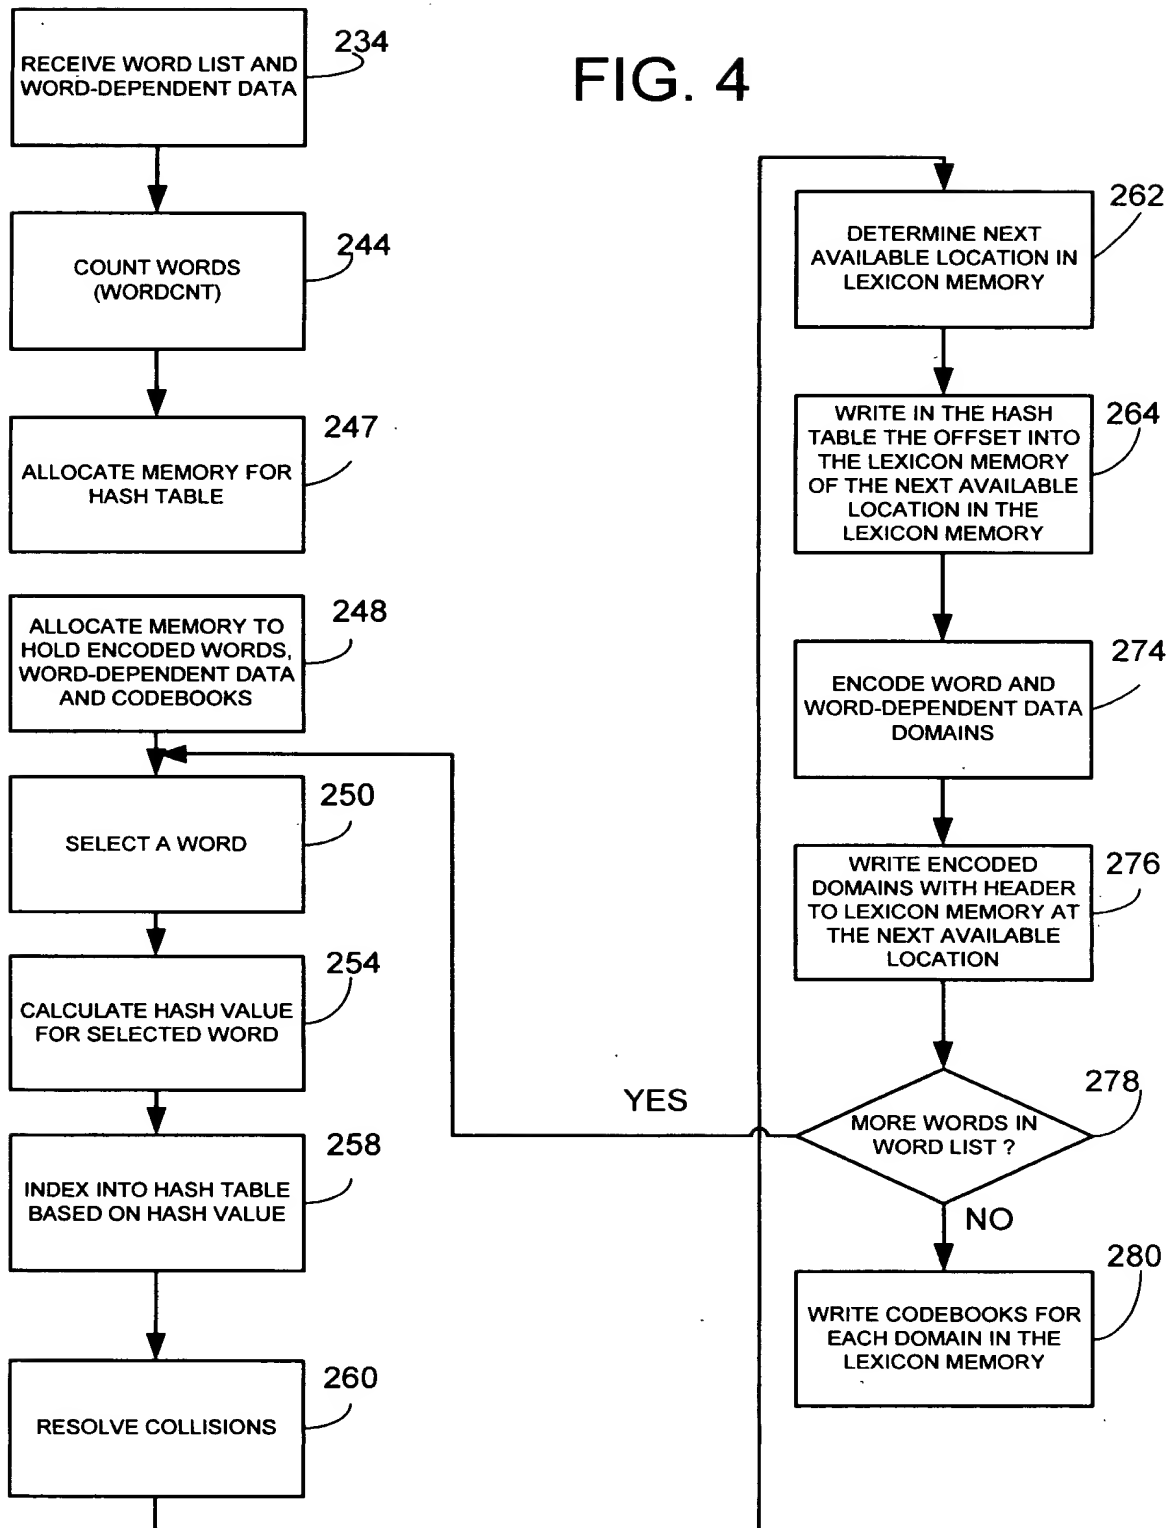 FIG. 4
RECEIVE WORD LIST AND
WORD-DEPENDENT DATA
234
COUNT WORDS
(WORDCNT)
244
ALLOCATE MEMORY FOR
HASH TABLE
247
ALLOCATE MEMORY TO
HOLD ENCODED WORDS,
WORD-DEPENDENT DATA
AND CODEBOOKS
248
SELECT A WORD
250
CALCULATE HASH VALUE
FOR SELECTED WORD
254
INDEX INTO HASH TABLE
BASED ON HASH VALUE
258
RESOLVE COLLISIONS
260
DETERMINE NEXT
AVAILABLE LOCATION IN
LEXICON MEMORY
262
WRITE IN THE HASH
TABLE THE OFFSET INTO
THE LEXICON MEMORY
OF THE NEXT AVAILABLE
LOCATION IN THE
LEXICON MEMORY
264
ENCODE WORD AND
WORD-DEPENDENT DATA
DOMAINS
274
WRITE ENCODED
DOMAINS WITH HEADER
TO LEXICON MEMORY AT
THE NEXT AVAILABLE
LOCATION
276
MORE WORDS IN
WORD LIST ?
278
YES
NO
WRITE CODEBOOKS FOR
EACH DOMAIN IN THE
LEXICON MEMORY
280